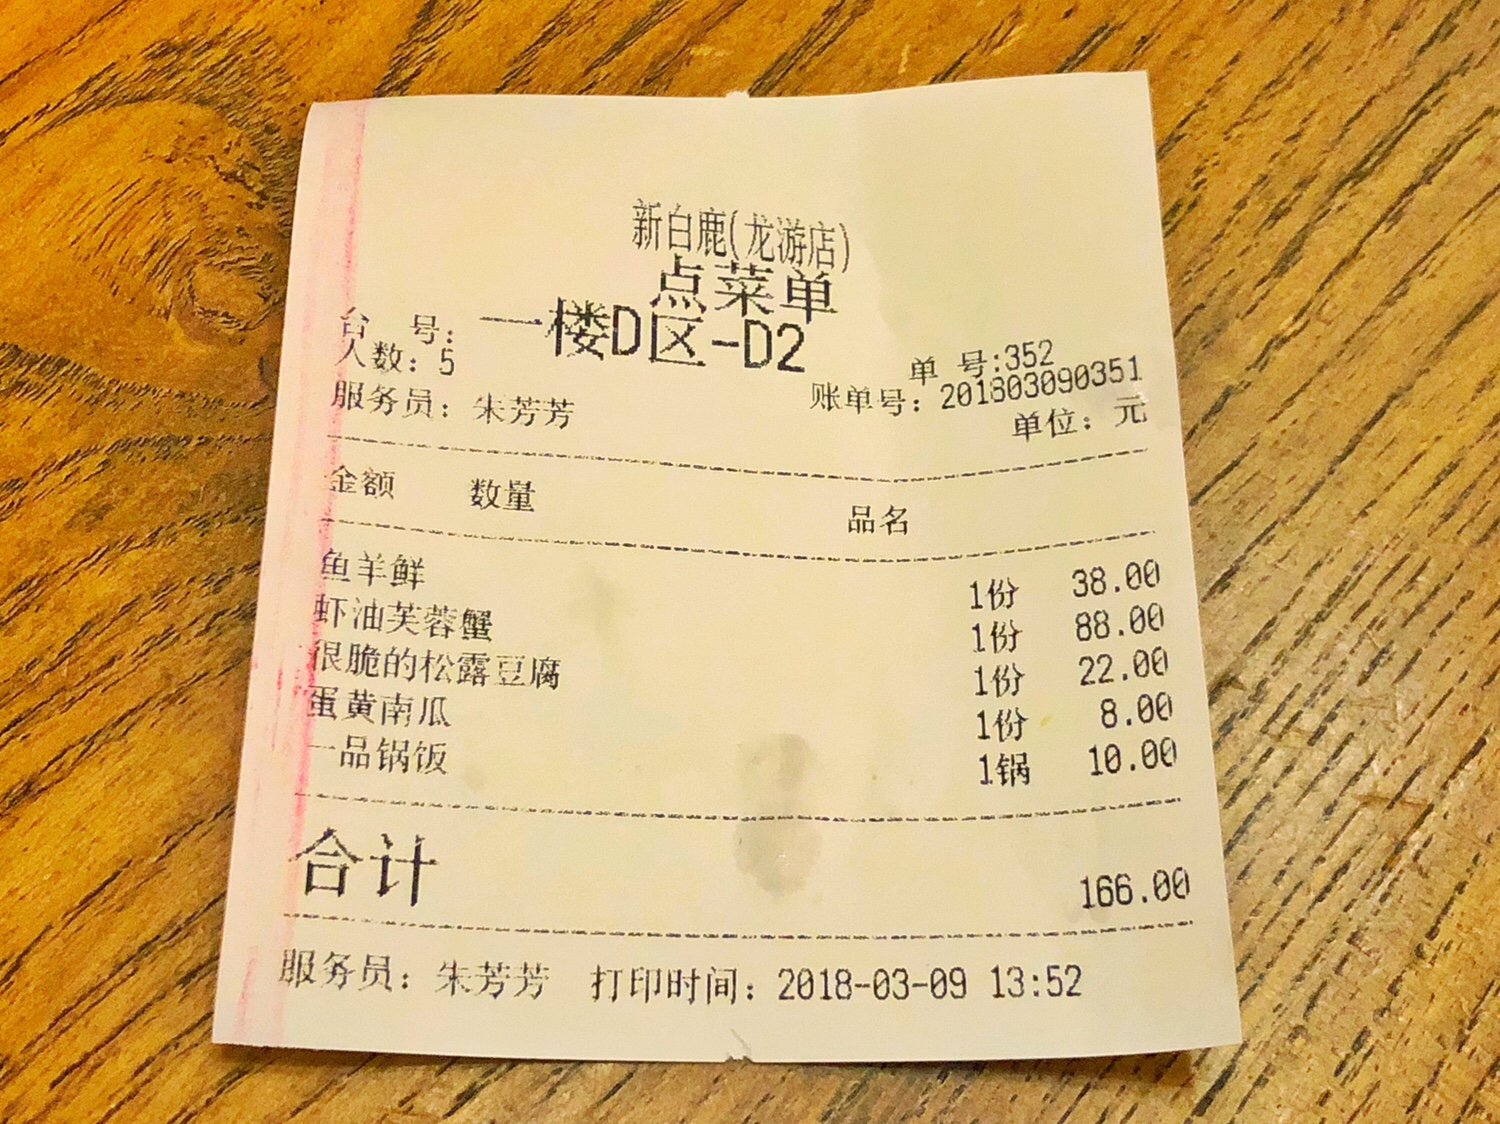 新白鹿(龙游店)
点菜单
台 号: 一楼D区-D2
人数: 5 单 号:352
服务员: 朱芳芳 账单号: 201803090351
单位: 元
金额 数量 品名
鱼羊鲜 1份 38.00
虾油芙蓉蟹 1份 88.00
很脆的松露豆腐 1份 22.00
蛋黄南瓜 1份 8.00
一品锅饭 1锅 10.00
合计 166.00
服务员: 朱芳芳 打印时间: 2018-03-09 13:52